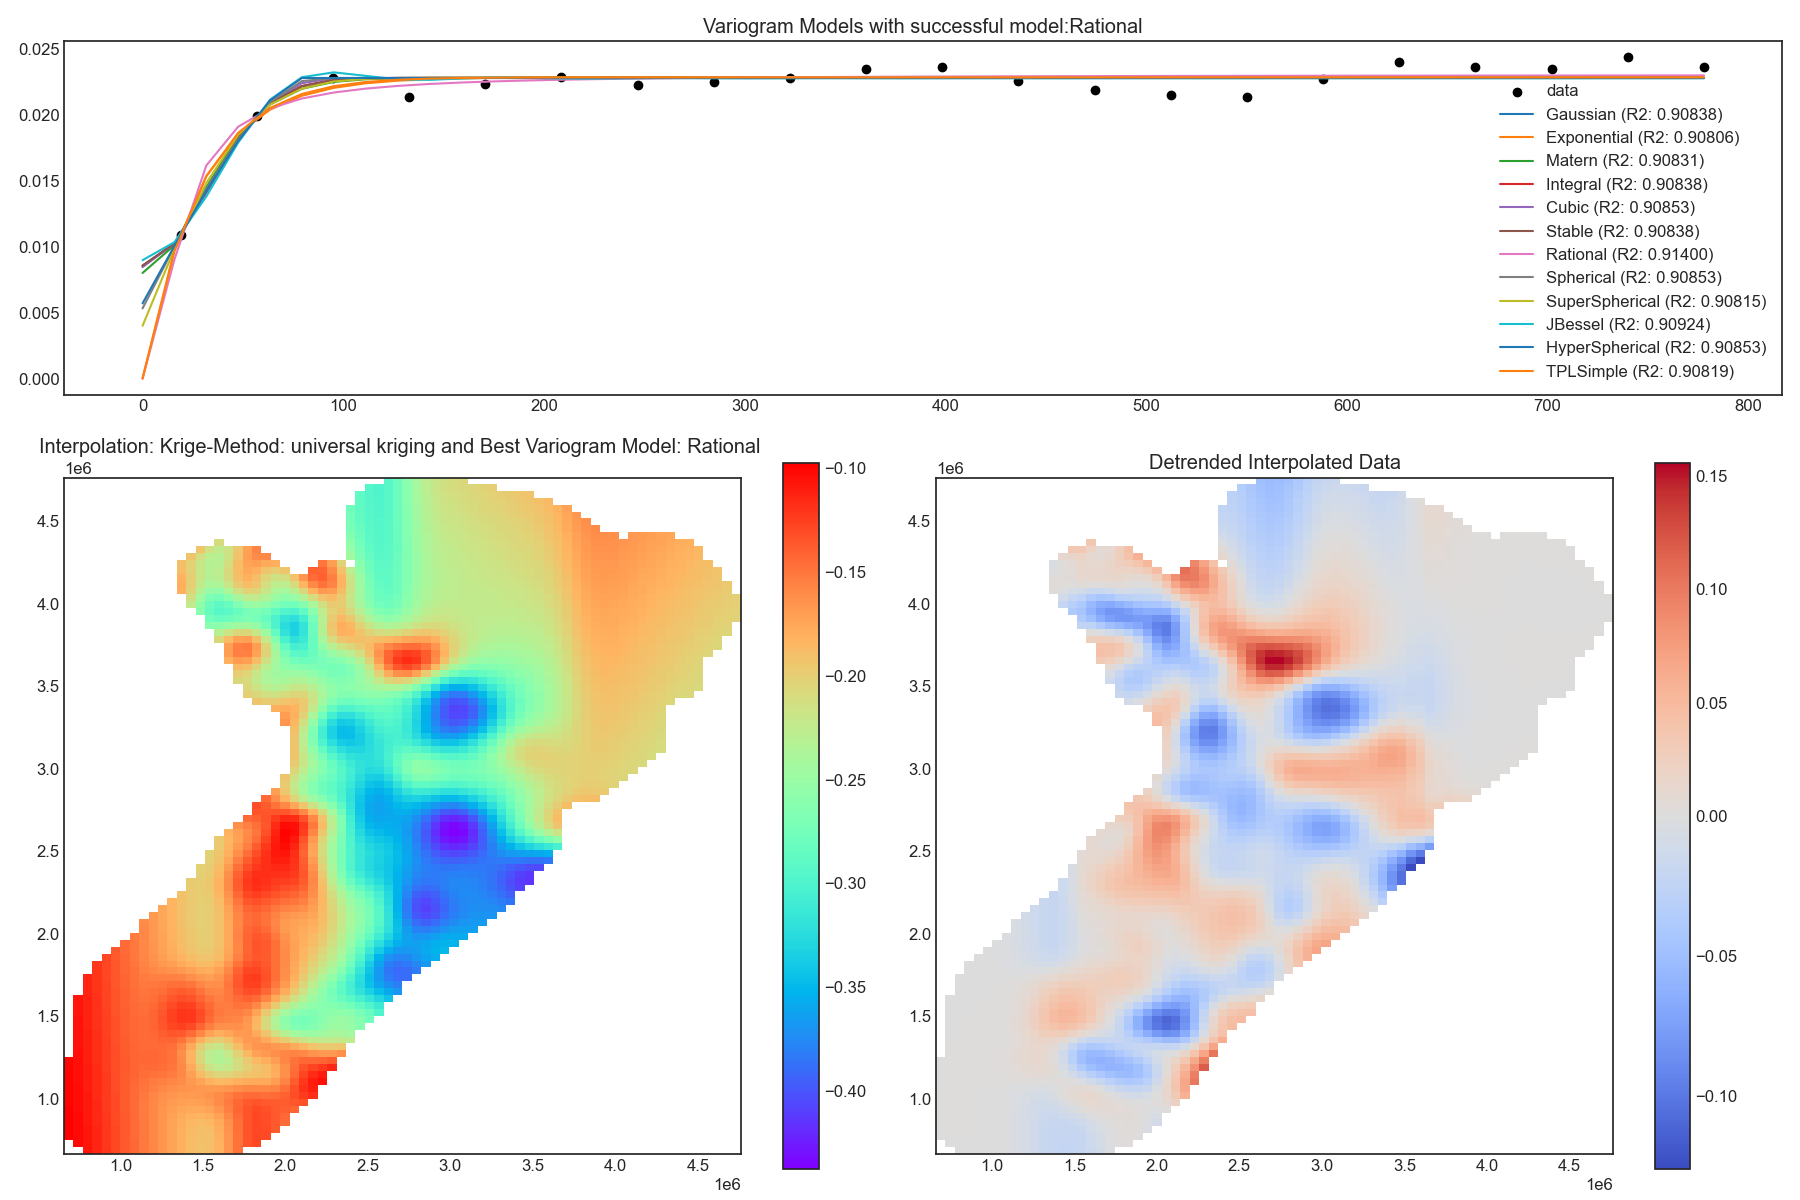 Variogram Models with successful model:Rational
0.025
0.020
0.015
0.010
0.005
0.000
0 100 200 300 400 500 600 700 800
data
Gaussian (R2: 0.90838)
Exponential (R2: 0.90806)
Matern (R2: 0.90831)
Integral (R2: 0.90838)
Cubic (R2: 0.90853)
Stable (R2: 0.90838)
Rational (R2: 0.91400)
Spherical (R2: 0.90853)
SuperSpherical (R2: 0.90815)
JBessel (R2: 0.90924)
HyperSpherical (R2: 0.90853)
TPLSimple (R2: 0.90819)
Interpolation: Krige-Method: universal kriging and Best Variogram Model: Rational
1e6
4.5
4.0
3.5
3.0
2.5
2.0
1.5
1.0
1.0 1.5 2.0 2.5 3.0 3.5 4.0 4.5
1e6
−0.10
−0.15
−0.20
−0.25
−0.30
−0.35
−0.40
Detrended Interpolated Data
1e6
4.5
4.0
3.5
3.0
2.5
2.0
1.5
1.0
1.0 1.5 2.0 2.5 3.0 3.5 4.0 4.5
1e6
0.15
0.10
0.05
0.00
−0.05
−0.10